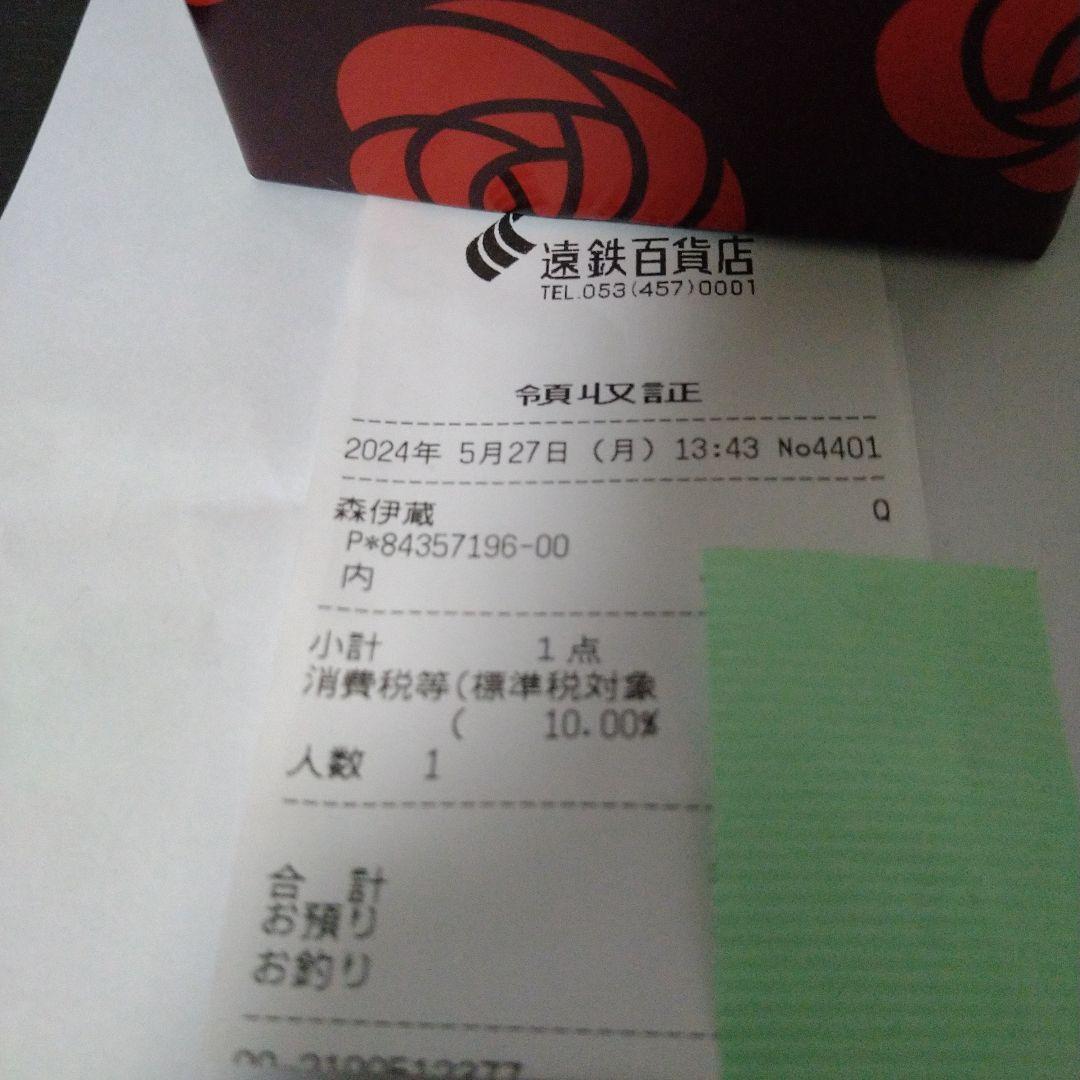 遠鉄百貨店
TEL.053(457)0001
領収証
2024年 5月27日 (月) 13:43 No4401
森伊蔵 Q
P*84357196-00
内
小計 1点
消費税等(標準税対象
( 10.00%
人数 1
合 計
お預り
お釣り